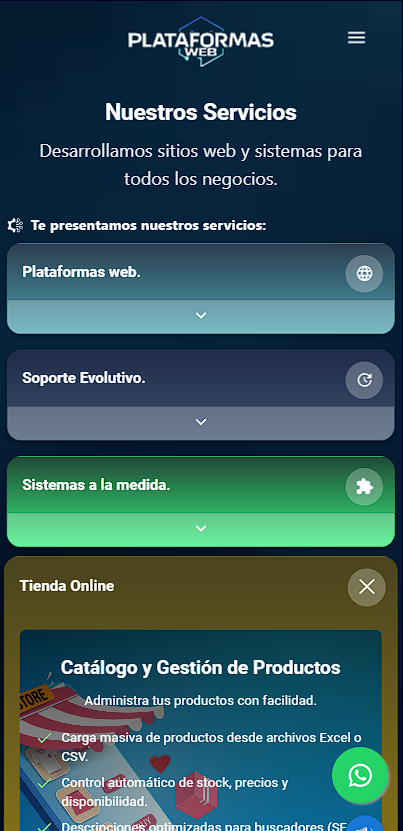 PLATAFORMAS
WEB
Nuestros Servicios
Desarrollamos sitios web y sistemas para
todos los negocios.
Te presentamos nuestros servicios:
Plataformas web.
Soporte Evolutivo.
Sistemas a la medida.
Tienda Online
STORE
Catálogo y Gestión de Productos
Administra tus productos con facilidad.
Carga masiva de productos desde archivos Excel o
CSV.
Control automático de stock, precios y
disponibilidad.
BUY
Descripciones optimizadas para buscadores (SE